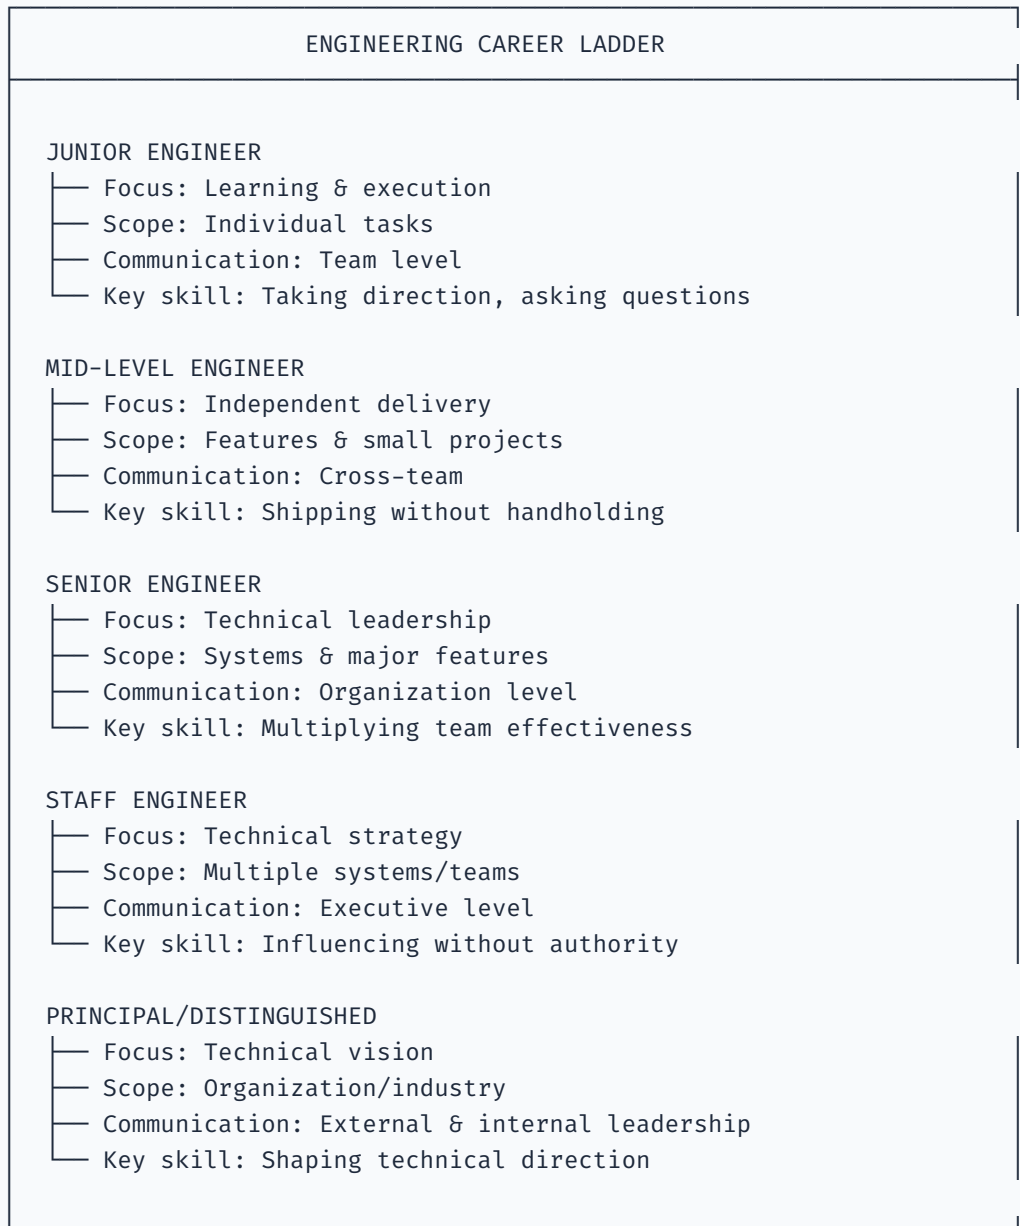 ENGINEERING CAREER LADDER
JUNIOR ENGINEER
├── Focus: Learning & execution
├── Scope: Individual tasks
├── Communication: Team level
└── Key skill: Taking direction, asking questions
MID-LEVEL ENGINEER
├── Focus: Independent delivery
├── Scope: Features & small projects
├── Communication: Cross-team
└── Key skill: Shipping without handholding
SENIOR ENGINEER
├── Focus: Technical leadership
├── Scope: Systems & major features
├── Communication: Organization level
└── Key skill: Multiplying team effectiveness
STAFF ENGINEER
├── Focus: Technical strategy
├── Scope: Multiple systems/teams
├── Communication: Executive level
└── Key skill: Influencing without authority
PRINCIPAL/DISTINGUISHED
├── Focus: Technical vision
├── Scope: Organization/industry
├── Communication: External & internal leadership
└── Key skill: Shaping technical direction